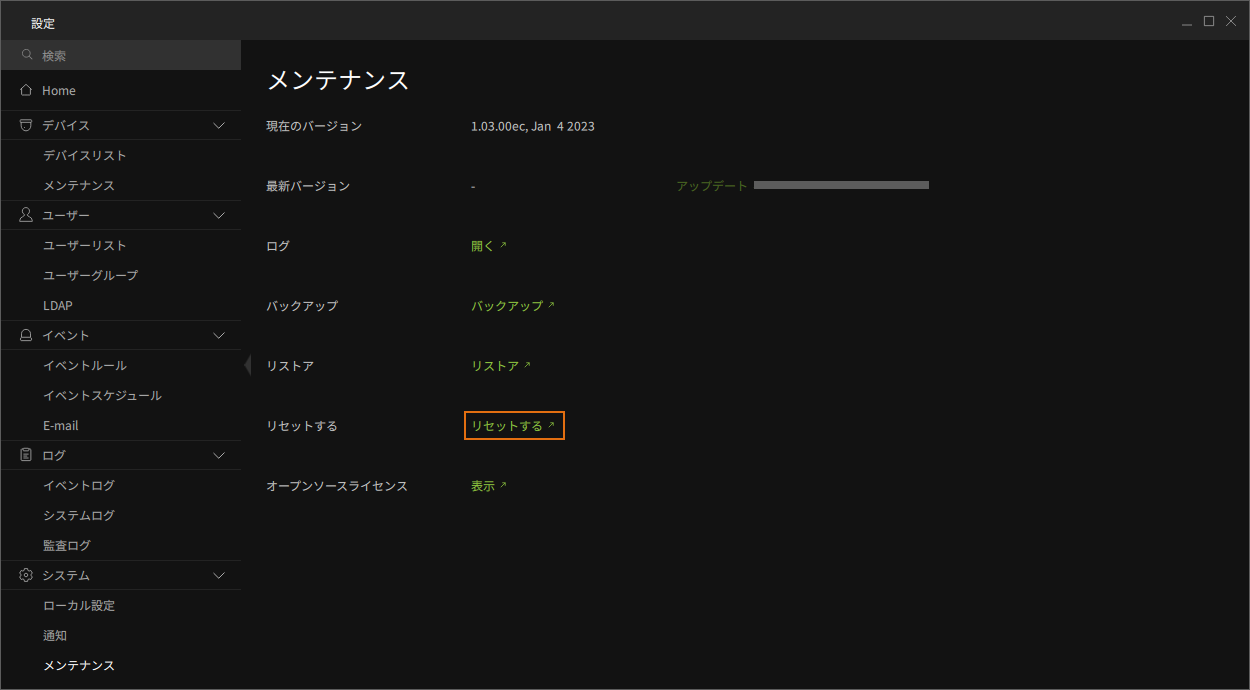 設定
検索
Home
デバイス
デバイスリスト
メンテナンス
ユーザー
ユーザーリスト
ユーザーグループ
LDAP
イベント
イベントルール
イベントスケジュール
E-mail
ログ
イベントログ
システムログ
監査ログ
システム
ローカル設定
通知
メンテナンス
メンテナンス
現在のバージョン 1.03.00ec, Jan 4 2023
最新バージョン - アップデート
ログ 開く
バックアップ バックアップ
リストア リストア
リセットする リセットする
オープンソースライセンス 表示